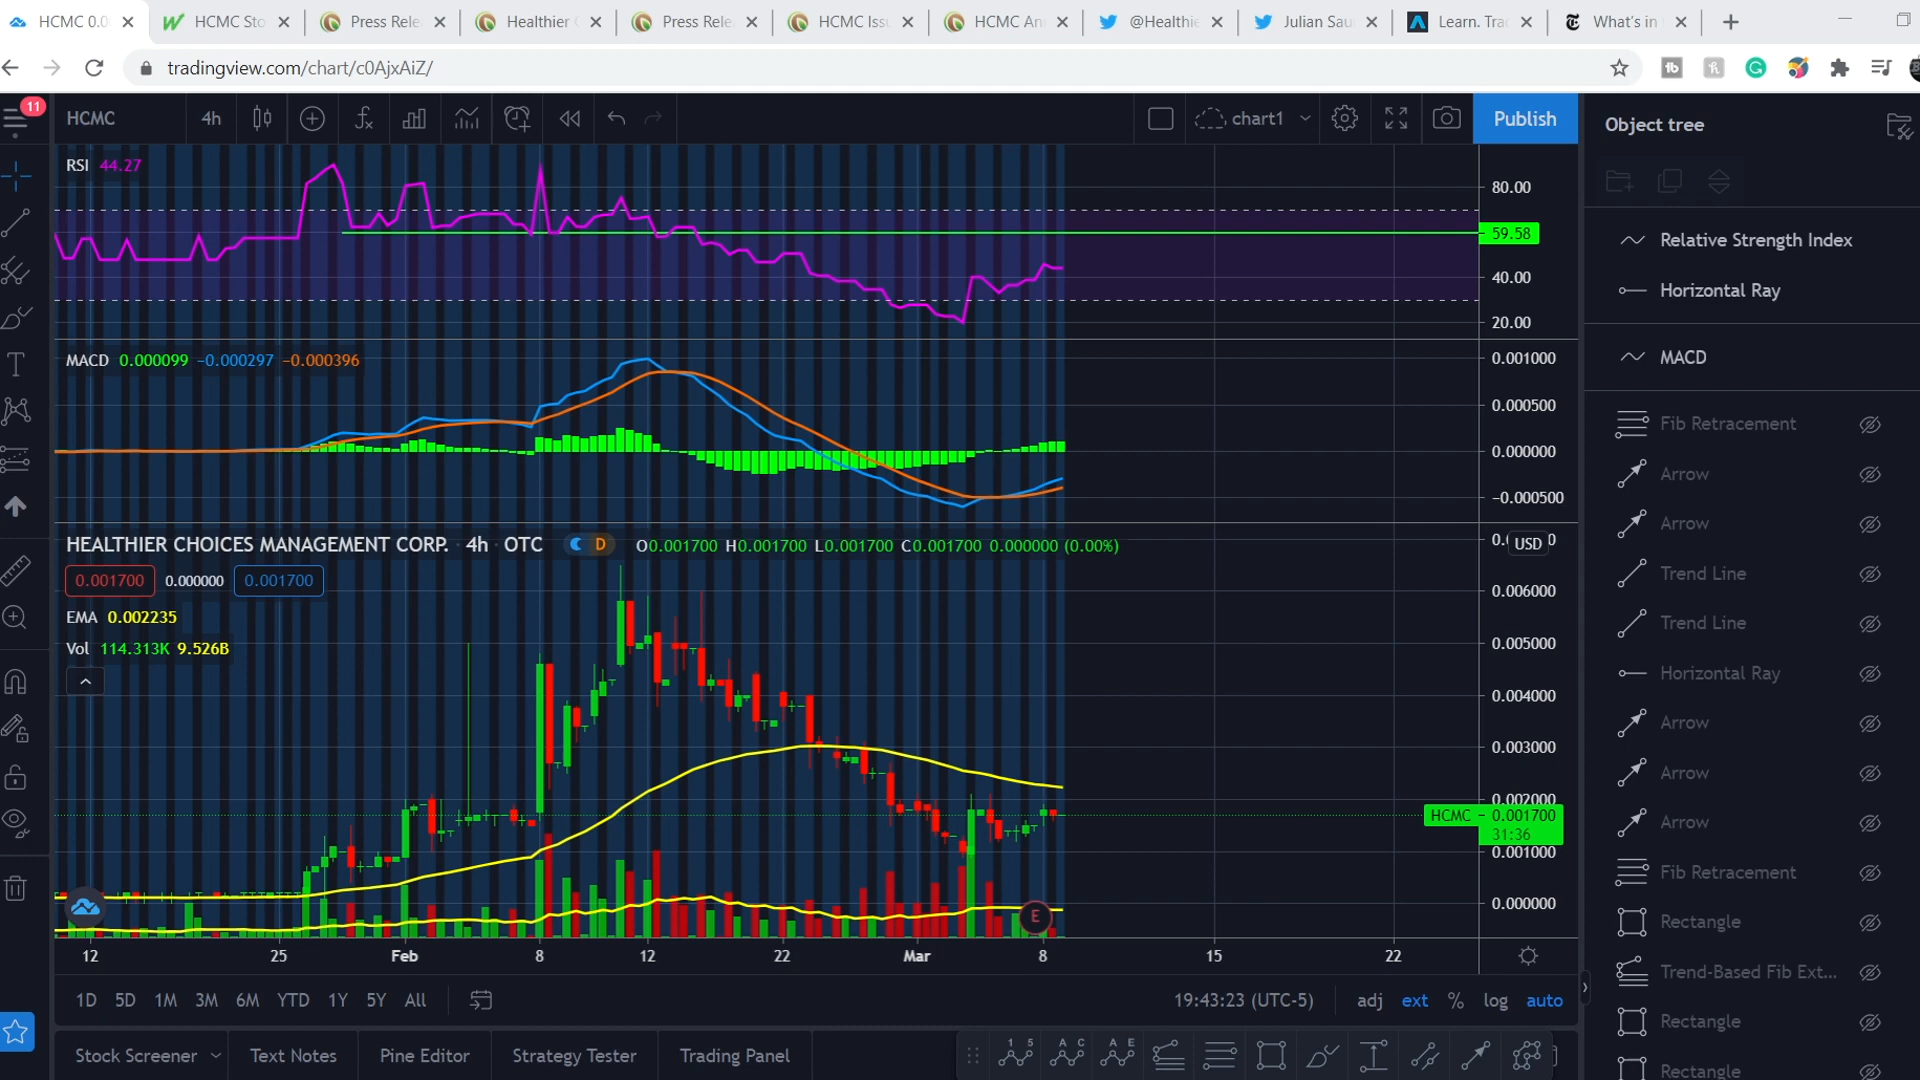 HCMC 0.0
HCMC Sto
Press Rele
Healthier
Press Rele
HCMC Iss
HCMC An
@Healthie
Julian Sau
Learn. Tra
What's in
tradingview.com/chart/c0AjxAiZ/
11
HCMC
4h
chart1
Publish
Object tree
RSI 44.27
80.00
59.58
40.00
20.00
MACD 0.000099 −0.000297 −0.000396
0.001000
0.000500
0.000000
−0.000500
HEALTHIER CHOICES MANAGEMENT CORP. 4h OTC D O0.001700 H0.001700 L0.001700 C0.001700 0.000000 (0.00%)
USD
0.001700 0.000000 0.001700
EMA 0.002235
Vol 114.313K 9.526B
0.006000
0.005000
0.004000
0.003000
0.002000
HCMC 0.001700
31:36
0.001000
0.000000
E
12 25 Feb 8 12 22 Mar 8 15 22
1D 5D 1M 3M 6M YTD 1Y 5Y All
19:43:23 (UTC-5) adj ext % log auto
Stock Screener Text Notes Pine Editor Strategy Tester Trading Panel
1 5
A C
A E
Relative Strength Index
Horizontal Ray
MACD
Fib Retracement
Arrow
Arrow
Trend Line
Trend Line
Horizontal Ray
Arrow
Arrow
Arrow
Fib Retracement
Rectangle
Trend-Based Fib Ext...
Rectangle
Rectangle